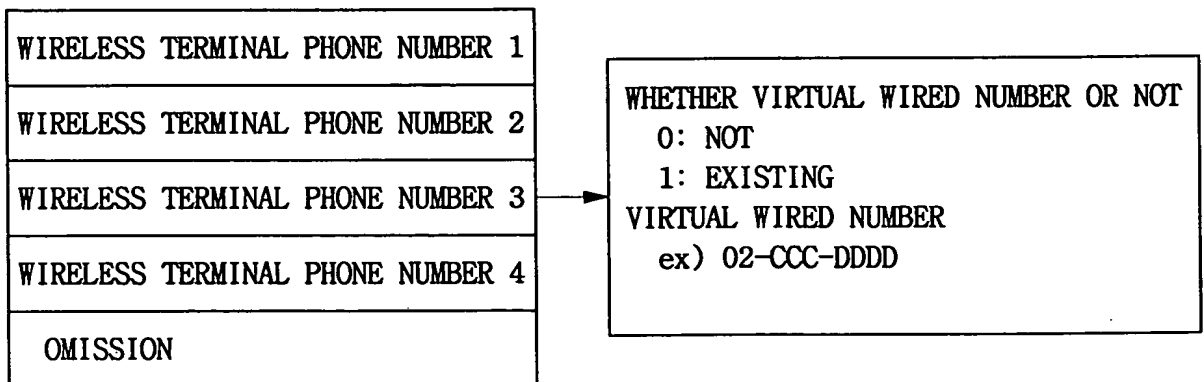 WIRELESS TERMINAL PHONE NUMBER 1
WIRELESS TERMINAL PHONE NUMBER 2
WIRELESS TERMINAL PHONE NUMBER 3
WIRELESS TERMINAL PHONE NUMBER 4
OMISSION
WHETHER VIRTUAL WIRED NUMBER OR NOT
0: NOT
1: EXISTING
VIRTUAL WIRED NUMBER
ex) 02-CCC-DDDD